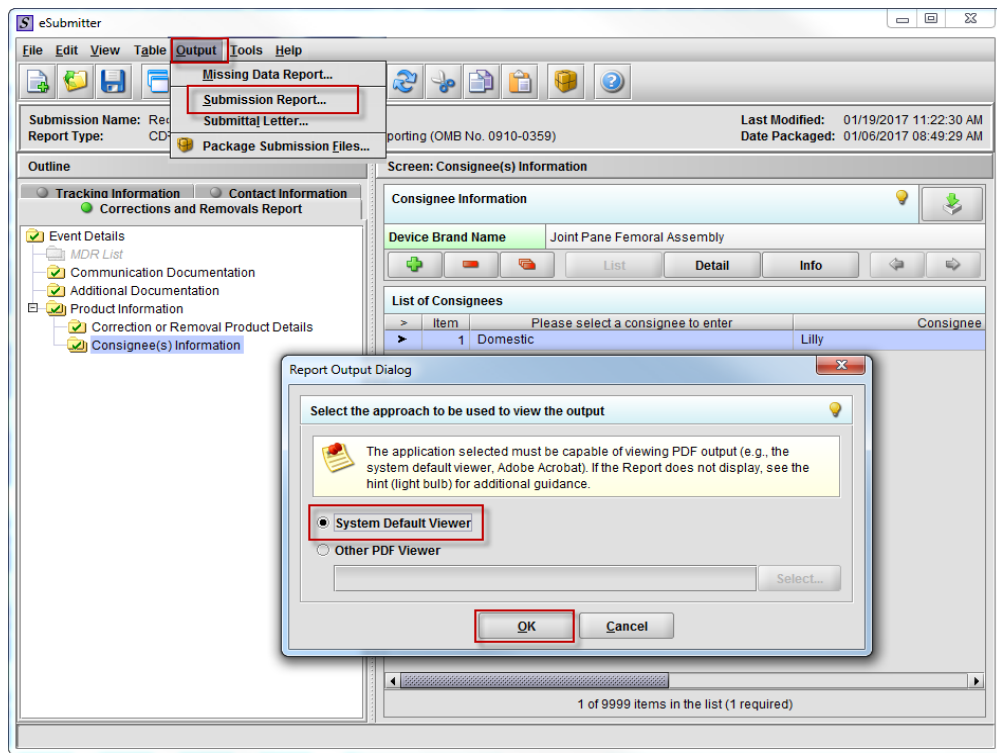 eSubmitter
File Edit View Table Output Tools Help
Missing Data Report...
Submission Report...
Submittal Letter...
Package Submission Files...
Submission Name: Rec
Last Modified: 01/19/2017 11:22:30 AM
Report Type: CD
porting (OMB No. 0910-0359)
Date Packaged: 01/06/2017 08:49:29 AM
Outline
Tracking Information Contact Information
Corrections and Removals Report
Event Details
MDR List
Communication Documentation
Additional Documentation
Product Information
Correction or Removal Product Details
Consignee(s) Information
Screen: Consignee(s) Information
Consignee Information
Device Brand Name Joint Pane Femoral Assembly
List Detail Info
List of Consignees
> Item Please select a consignee to enter Consignee
1 Domestic Lilly
Report Output Dialog
Select the approach to be used to view the output
The application selected must be capable of viewing PDF output (e.g., the
system default viewer, Adobe Acrobat). If the Report does not display, see the
hint (light bulb) for additional guidance.
System Default Viewer
Other PDF Viewer
Select...
OK Cancel
1 of 9999 items in the list (1 required)